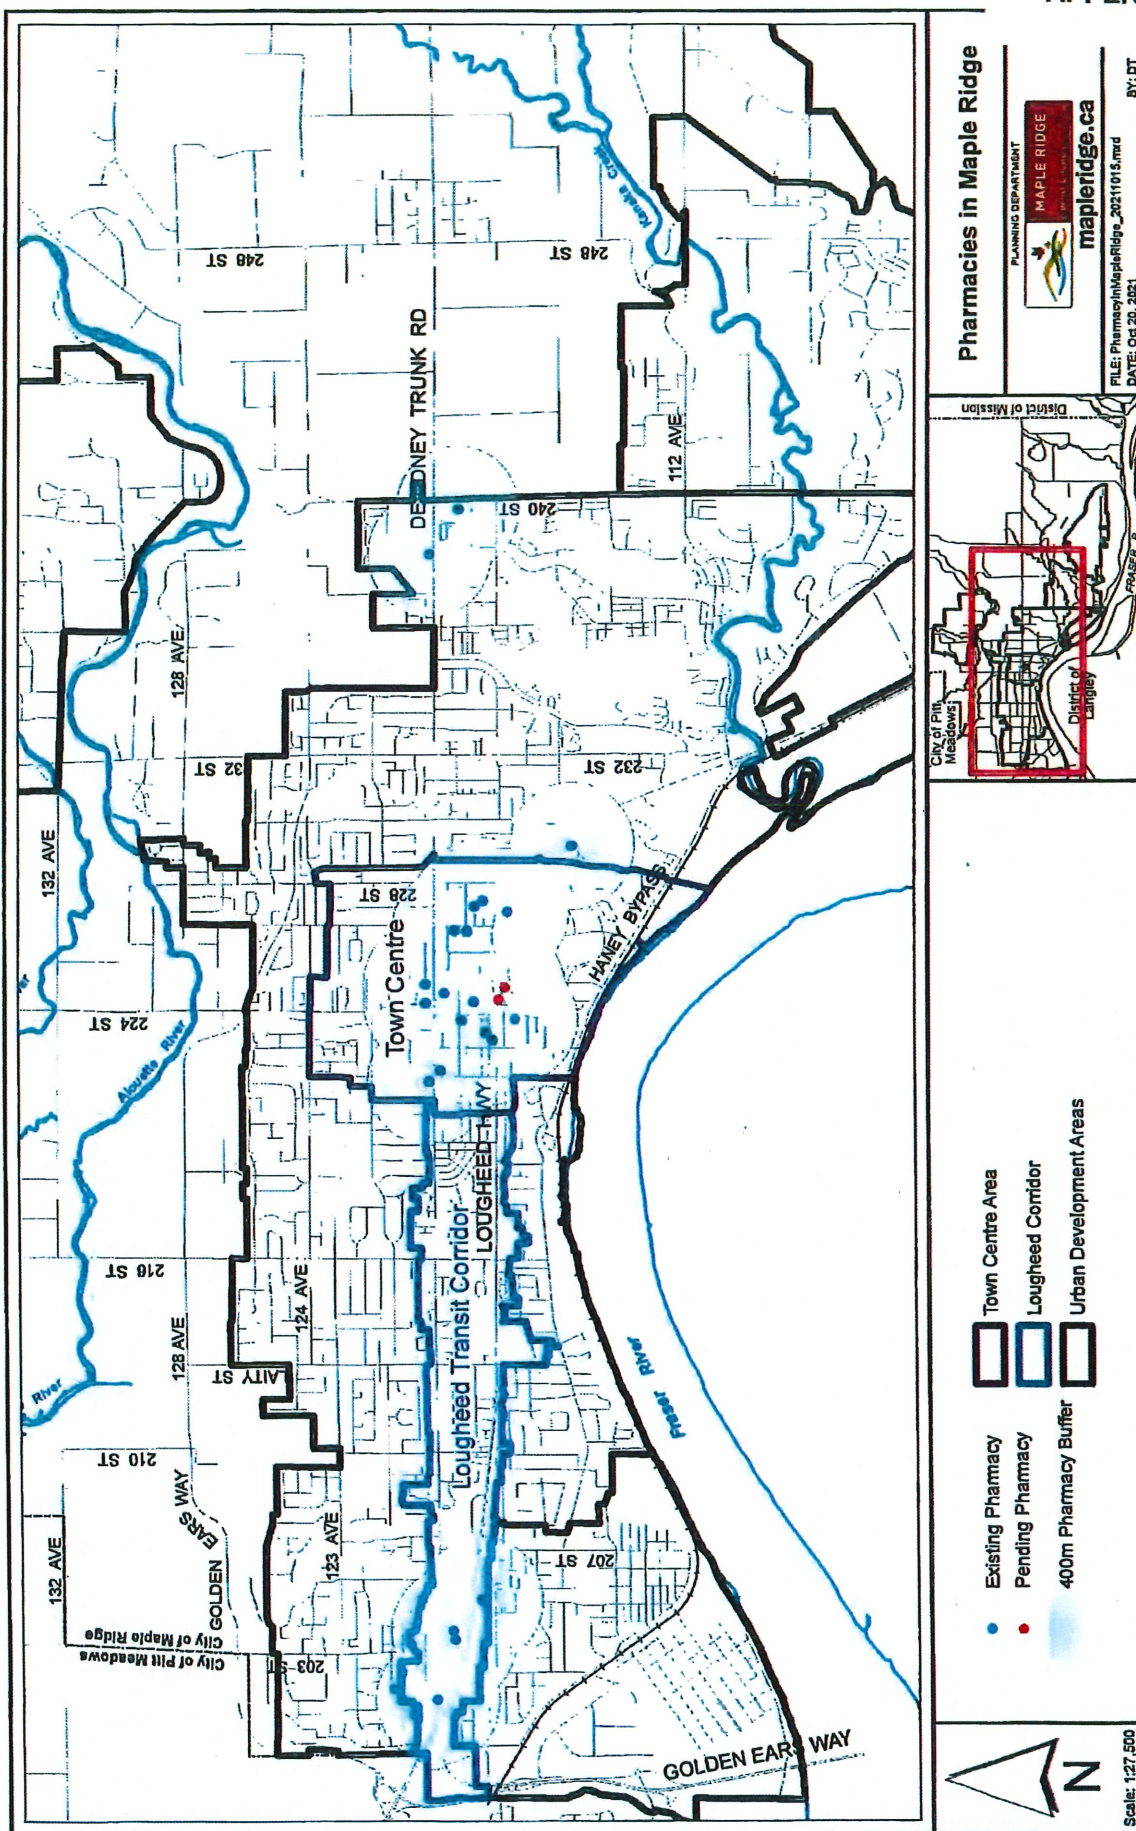 132 AVE
132 AVE
River
210 ST
128 AVE
216 ST
224 ST
Alouette River
128 AVE
232 ST
248 ST
GOLDEN EARS WAY
City of Maple Ridge
City of Pitt Meadows
123 AVE
124 AVE
LAITY ST
203 ST
228 ST
Town Centre
DEWDNEY TRUNK RD
Lougheed Transit Corridor
LOUGHEED HWY
207 ST
232 ST
240 ST
248 ST
112 AVE
Kanaka Creek
HANEY BYPASS
Fraser River
GOLDEN EARS WAY
N
Scale: 1:27,500
Existing Pharmacy
Pending Pharmacy
400m Pharmacy Buffer
Town Centre Area
Lougheed Corridor
Urban Development Areas
City of Pitt
Meadows
District of
Langley
District of Mission
FRASER R.
Pharmacies in Maple Ridge
PLANNING DEPARTMENT
MAPLE RIDGE
mapleridge.ca
FILE: PharmacyInMapleRidge_20211015.mxd
DATE: Oct 20, 2021
BY: DT